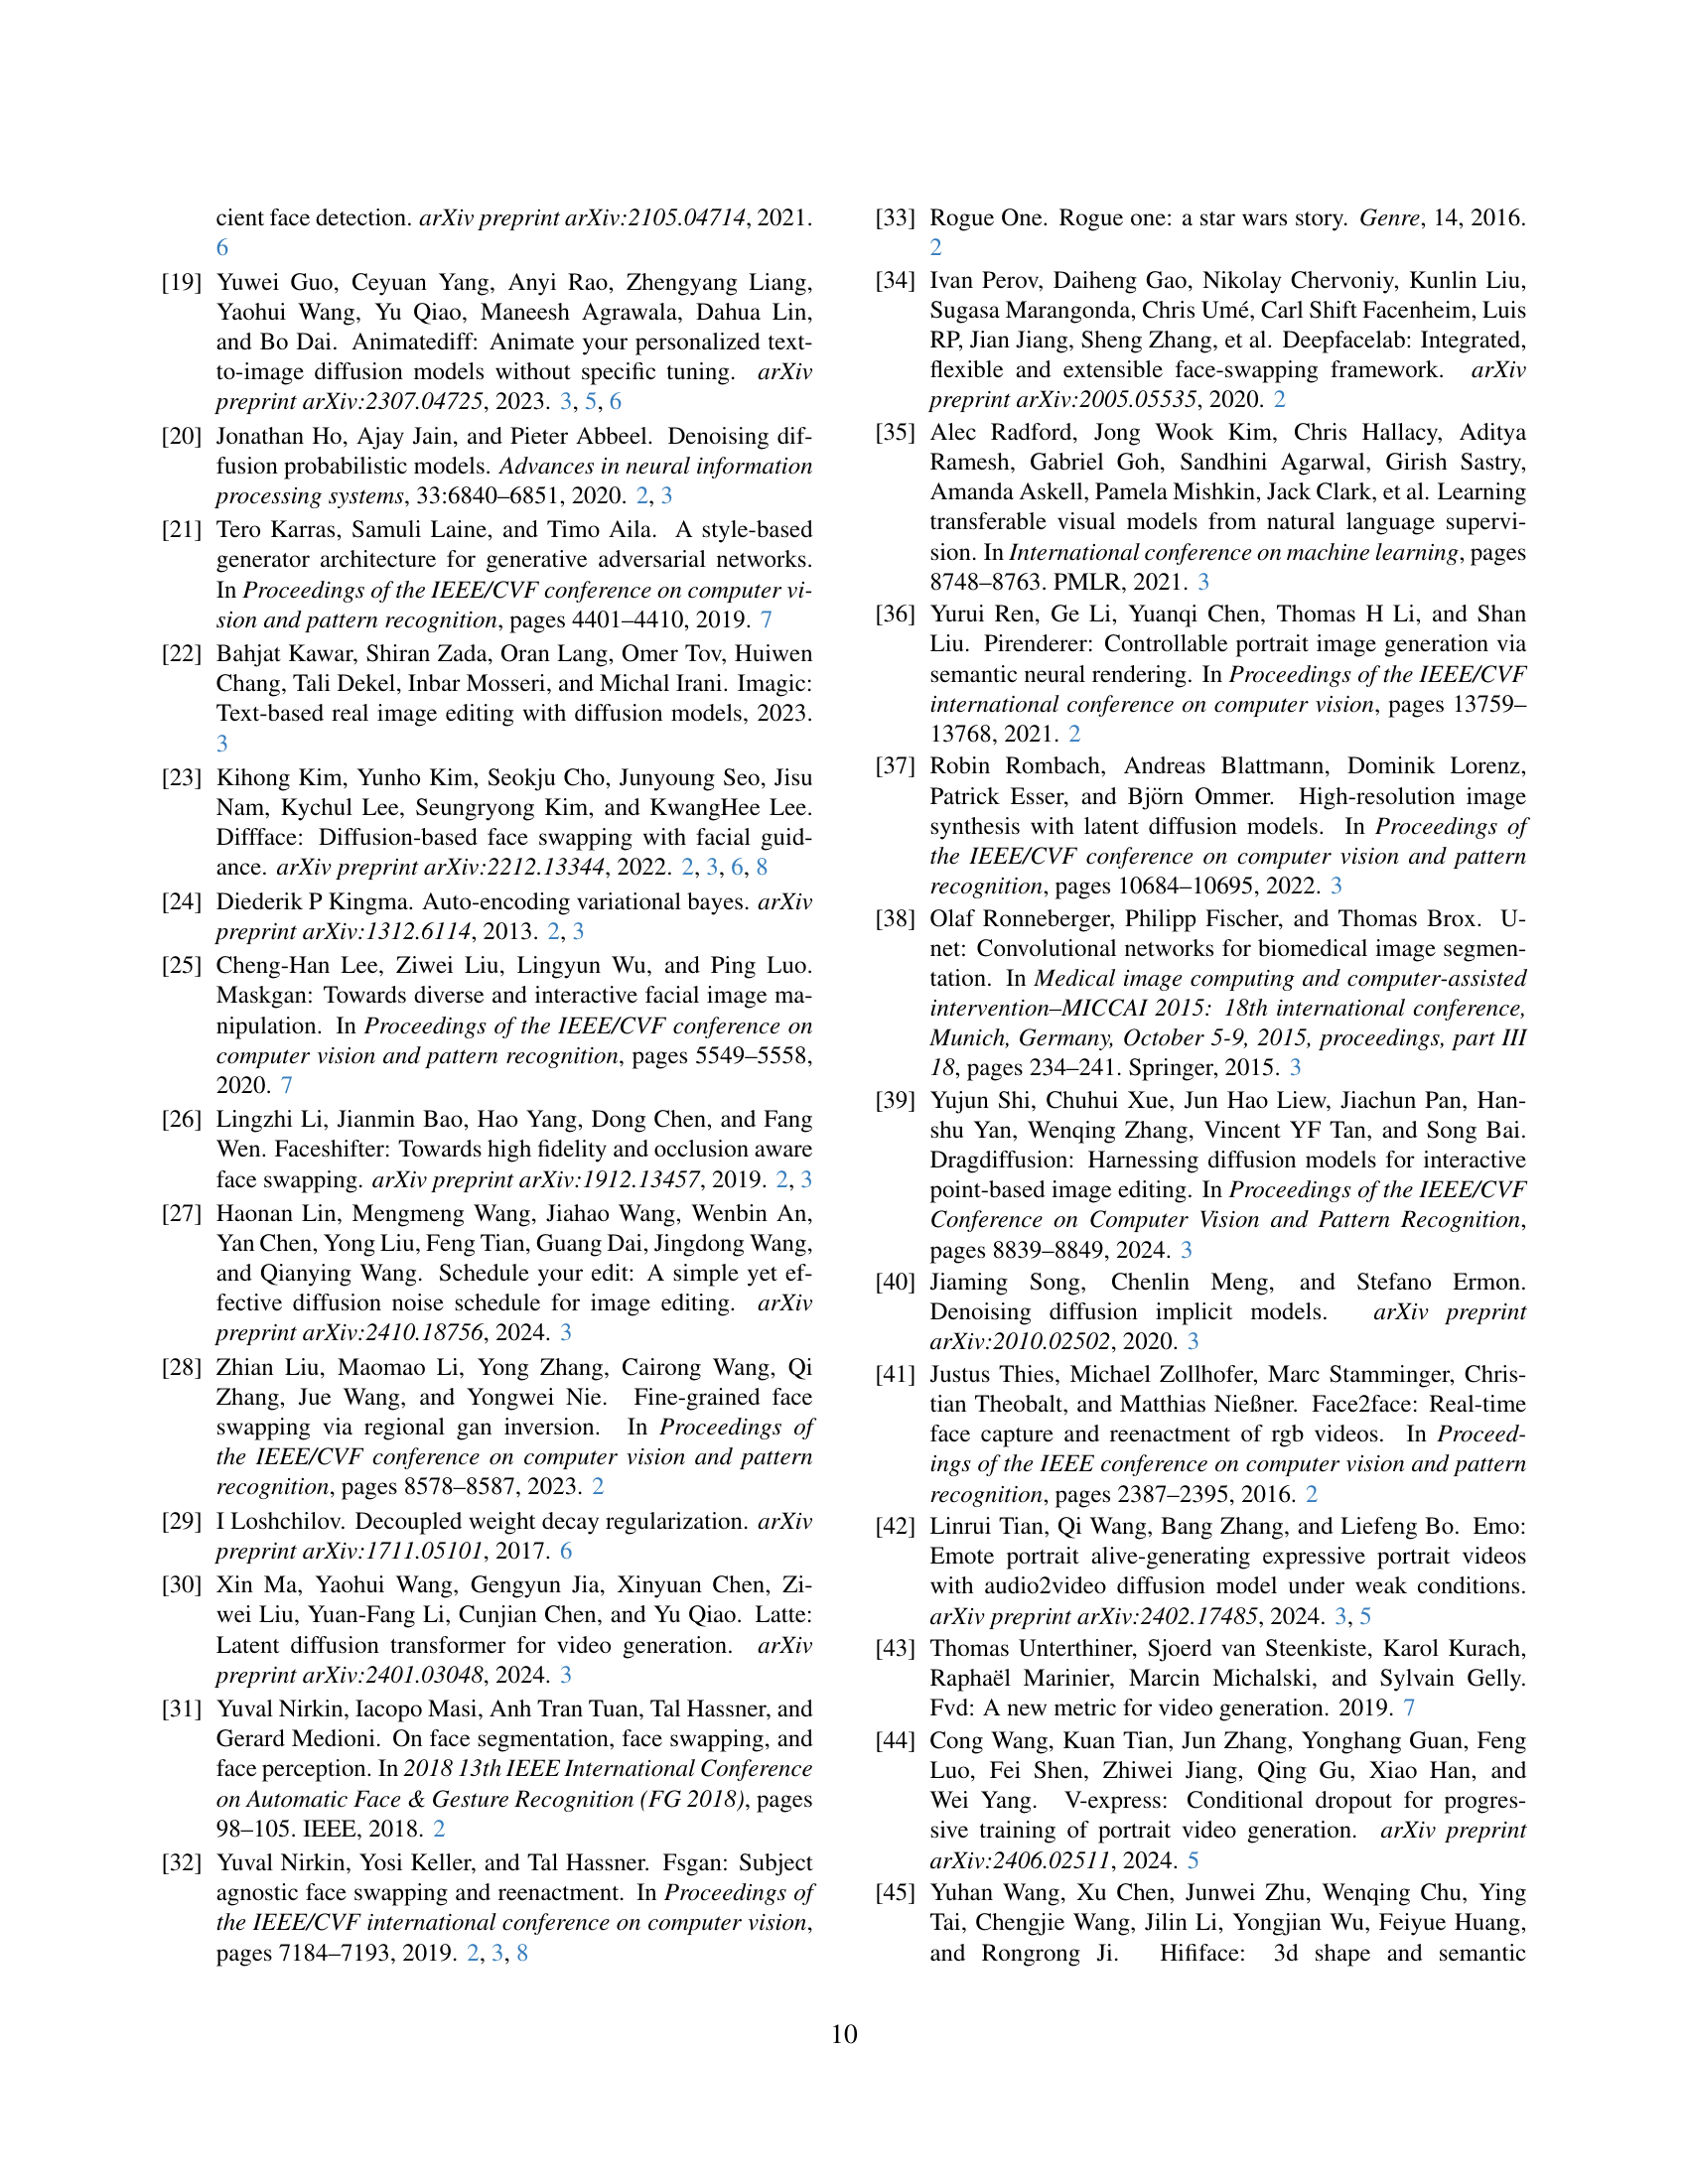 cient face detection. arXiv preprint arXiv:2105.04714, 2021.
6
[19] Yuwei Guo, Ceyuan Yang, Anyi Rao, Zhengyang Liang,
Yaohui Wang, Yu Qiao, Maneesh Agrawala, Dahua Lin,
and Bo Dai. Animatediff: Animate your personalized text-
to-image diffusion models without specific tuning. arXiv
preprint arXiv:2307.04725, 2023. 3, 5, 6
[20] Jonathan Ho, Ajay Jain, and Pieter Abbeel. Denoising dif-
fusion probabilistic models. Advances in neural information
processing systems, 33:6840–6851, 2020. 2, 3
[21] Tero Karras, Samuli Laine, and Timo Aila. A style-based
generator architecture for generative adversarial networks.
In Proceedings of the IEEE/CVF conference on computer vi-
sion and pattern recognition, pages 4401–4410, 2019. 7
[22] Bahjat Kawar, Shiran Zada, Oran Lang, Omer Tov, Huiwen
Chang, Tali Dekel, Inbar Mosseri, and Michal Irani. Imagic:
Text-based real image editing with diffusion models, 2023.
3
[23] Kihong Kim, Yunho Kim, Seokju Cho, Junyoung Seo, Jisu
Nam, Kychul Lee, Seungryong Kim, and KwangHee Lee.
Diffface: Diffusion-based face swapping with facial guid-
ance. arXiv preprint arXiv:2212.13344, 2022. 2, 3, 6, 8
[24] Diederik P Kingma. Auto-encoding variational bayes. arXiv
preprint arXiv:1312.6114, 2013. 2, 3
[25] Cheng-Han Lee, Ziwei Liu, Lingyun Wu, and Ping Luo.
Maskgan: Towards diverse and interactive facial image ma-
nipulation. In Proceedings of the IEEE/CVF conference on
computer vision and pattern recognition, pages 5549–5558,
2020. 7
[26] Lingzhi Li, Jianmin Bao, Hao Yang, Dong Chen, and Fang
Wen. Faceshifter: Towards high fidelity and occlusion aware
face swapping. arXiv preprint arXiv:1912.13457, 2019. 2, 3
[27] Haonan Lin, Mengmeng Wang, Jiahao Wang, Wenbin An,
Yan Chen, Yong Liu, Feng Tian, Guang Dai, Jingdong Wang,
and Qianying Wang. Schedule your edit: A simple yet ef-
fective diffusion noise schedule for image editing. arXiv
preprint arXiv:2410.18756, 2024. 3
[28] Zhian Liu, Maomao Li, Yong Zhang, Cairong Wang, Qi
Zhang, Jue Wang, and Yongwei Nie. Fine-grained face
swapping via regional gan inversion. In Proceedings of
the IEEE/CVF conference on computer vision and pattern
recognition, pages 8578–8587, 2023. 2
[29] I Loshchilov. Decoupled weight decay regularization. arXiv
preprint arXiv:1711.05101, 2017. 6
[30] Xin Ma, Yaohui Wang, Gengyun Jia, Xinyuan Chen, Zi-
wei Liu, Yuan-Fang Li, Cunjian Chen, and Yu Qiao. Latte:
Latent diffusion transformer for video generation. arXiv
preprint arXiv:2401.03048, 2024. 3
[31] Yuval Nirkin, Iacopo Masi, Anh Tran Tuan, Tal Hassner, and
Gerard Medioni. On face segmentation, face swapping, and
face perception. In 2018 13th IEEE International Conference
on Automatic Face & Gesture Recognition (FG 2018), pages
98–105. IEEE, 2018. 2
[32] Yuval Nirkin, Yosi Keller, and Tal Hassner. Fsgan: Subject
agnostic face swapping and reenactment. In Proceedings of
the IEEE/CVF international conference on computer vision,
pages 7184–7193, 2019. 2, 3, 8
[33] Rogue One. Rogue one: a star wars story. Genre, 14, 2016.
2
[34] Ivan Perov, Daiheng Gao, Nikolay Chervoniy, Kunlin Liu,
Sugasa Marangonda, Chris Umé, Carl Shift Facenheim, Luis
RP, Jian Jiang, Sheng Zhang, et al. Deepfacelab: Integrated,
flexible and extensible face-swapping framework. arXiv
preprint arXiv:2005.05535, 2020. 2
[35] Alec Radford, Jong Wook Kim, Chris Hallacy, Aditya
Ramesh, Gabriel Goh, Sandhini Agarwal, Girish Sastry,
Amanda Askell, Pamela Mishkin, Jack Clark, et al. Learning
transferable visual models from natural language supervi-
sion. In International conference on machine learning, pages
8748–8763. PMLR, 2021. 3
[36] Yurui Ren, Ge Li, Yuanqi Chen, Thomas H Li, and Shan
Liu. Pirenderer: Controllable portrait image generation via
semantic neural rendering. In Proceedings of the IEEE/CVF
international conference on computer vision, pages 13759–
13768, 2021. 2
[37] Robin Rombach, Andreas Blattmann, Dominik Lorenz,
Patrick Esser, and Björn Ommer. High-resolution image
synthesis with latent diffusion models. In Proceedings of
the IEEE/CVF conference on computer vision and pattern
recognition, pages 10684–10695, 2022. 3
[38] Olaf Ronneberger, Philipp Fischer, and Thomas Brox. U-
net: Convolutional networks for biomedical image segmen-
tation. In Medical image computing and computer-assisted
intervention–MICCAI 2015: 18th international conference,
Munich, Germany, October 5-9, 2015, proceedings, part III
18, pages 234–241. Springer, 2015. 3
[39] Yujun Shi, Chuhui Xue, Jun Hao Liew, Jiachun Pan, Han-
shu Yan, Wenqing Zhang, Vincent YF Tan, and Song Bai.
Dragdiffusion: Harnessing diffusion models for interactive
point-based image editing. In Proceedings of the IEEE/CVF
Conference on Computer Vision and Pattern Recognition,
pages 8839–8849, 2024. 3
[40] Jiaming Song, Chenlin Meng, and Stefano Ermon.
Denoising diffusion implicit models. arXiv preprint
arXiv:2010.02502, 2020. 3
[41] Justus Thies, Michael Zollhofer, Marc Stamminger, Chris-
tian Theobalt, and Matthias Nießner. Face2face: Real-time
face capture and reenactment of rgb videos. In Proceed-
ings of the IEEE conference on computer vision and pattern
recognition, pages 2387–2395, 2016. 2
[42] Linrui Tian, Qi Wang, Bang Zhang, and Liefeng Bo. Emo:
Emote portrait alive-generating expressive portrait videos
with audio2video diffusion model under weak conditions.
arXiv preprint arXiv:2402.17485, 2024. 3, 5
[43] Thomas Unterthiner, Sjoerd van Steenkiste, Karol Kurach,
Raphaël Marinier, Marcin Michalski, and Sylvain Gelly.
Fvd: A new metric for video generation. 2019. 7
[44] Cong Wang, Kuan Tian, Jun Zhang, Yonghang Guan, Feng
Luo, Fei Shen, Zhiwei Jiang, Qing Gu, Xiao Han, and
Wei Yang. V-express: Conditional dropout for progres-
sive training of portrait video generation. arXiv preprint
arXiv:2406.02511, 2024. 5
[45] Yuhan Wang, Xu Chen, Junwei Zhu, Wenqing Chu, Ying
Tai, Chengjie Wang, Jilin Li, Yongjian Wu, Feiyue Huang,
and Rongrong Ji. Hififace: 3d shape and semantic
10